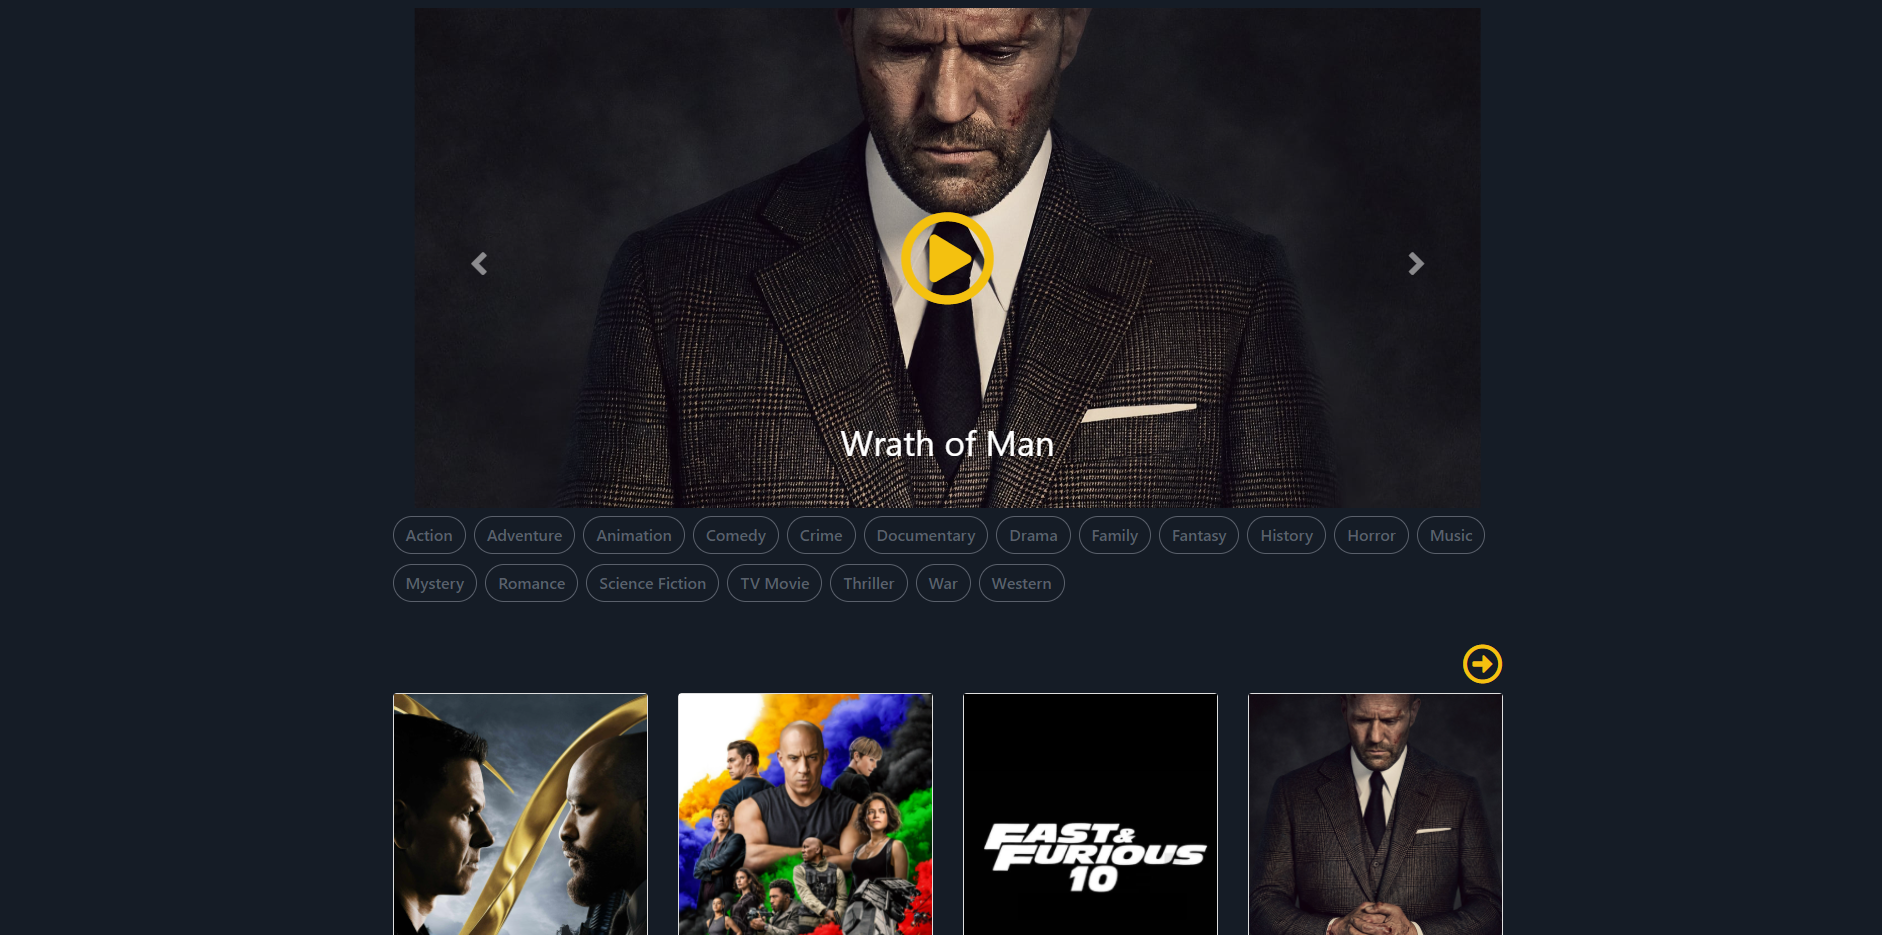 Wrath of Man
Action Adventure Animation Comedy Crime Documentary Drama Family Fantasy History Horror Music
Mystery Romance Science Fiction TV Movie Thriller War Western
FAST &
FURIOUS
10